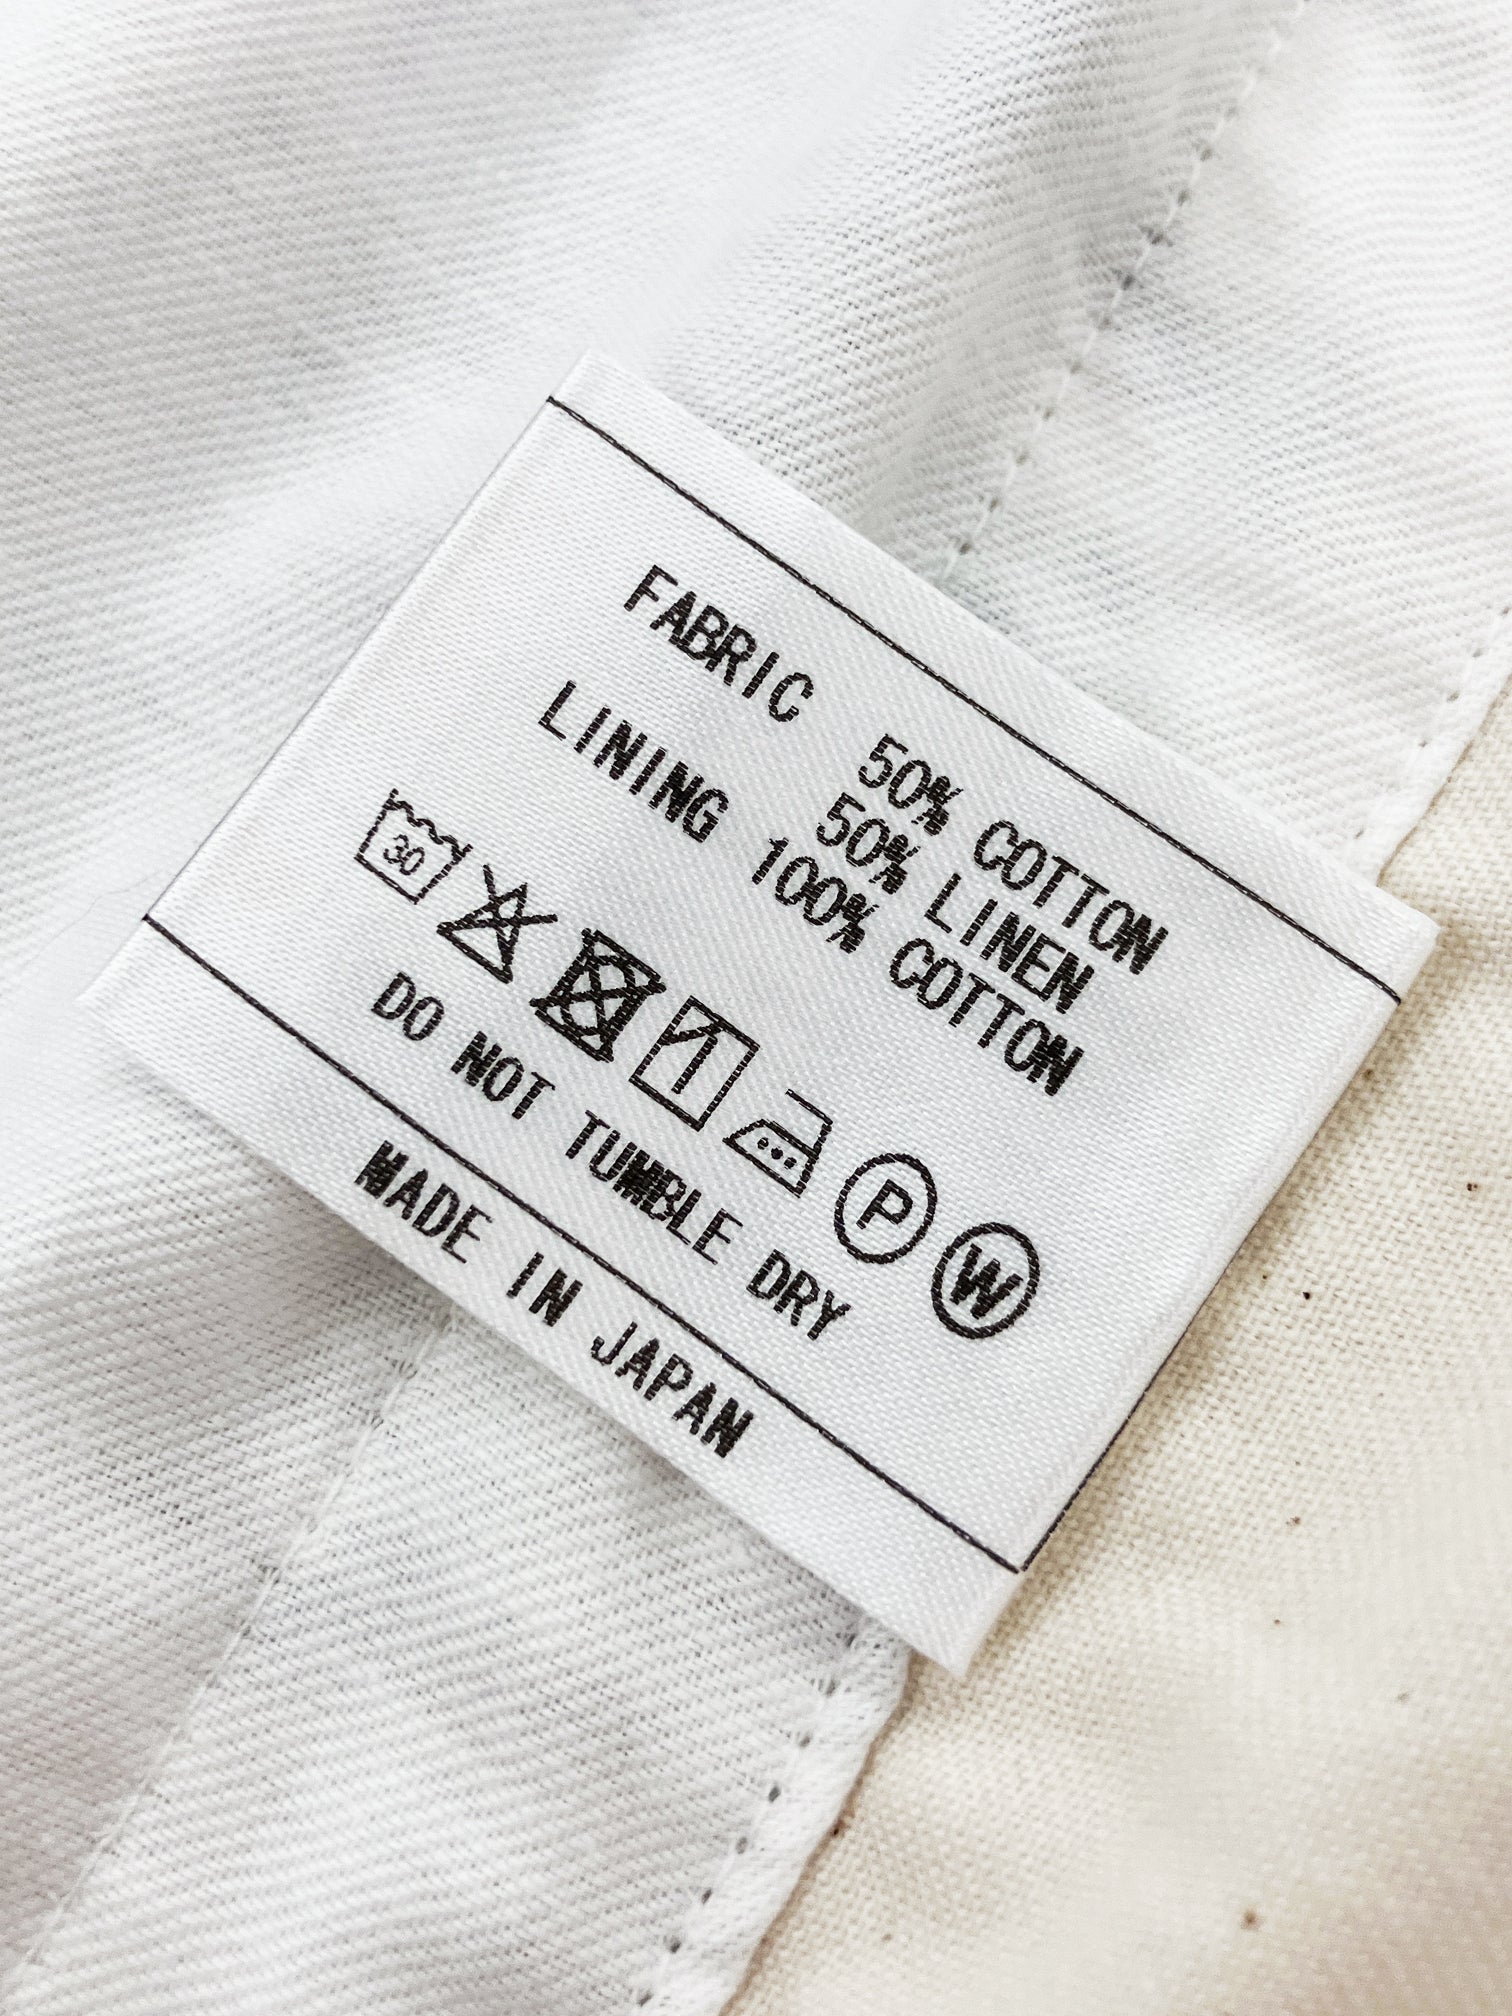 FABRIC 50% COTTON
50% LINEN
LINING 100% COTTON
30 P W
DO NOT TUMBLE DRY
MADE IN JAPAN